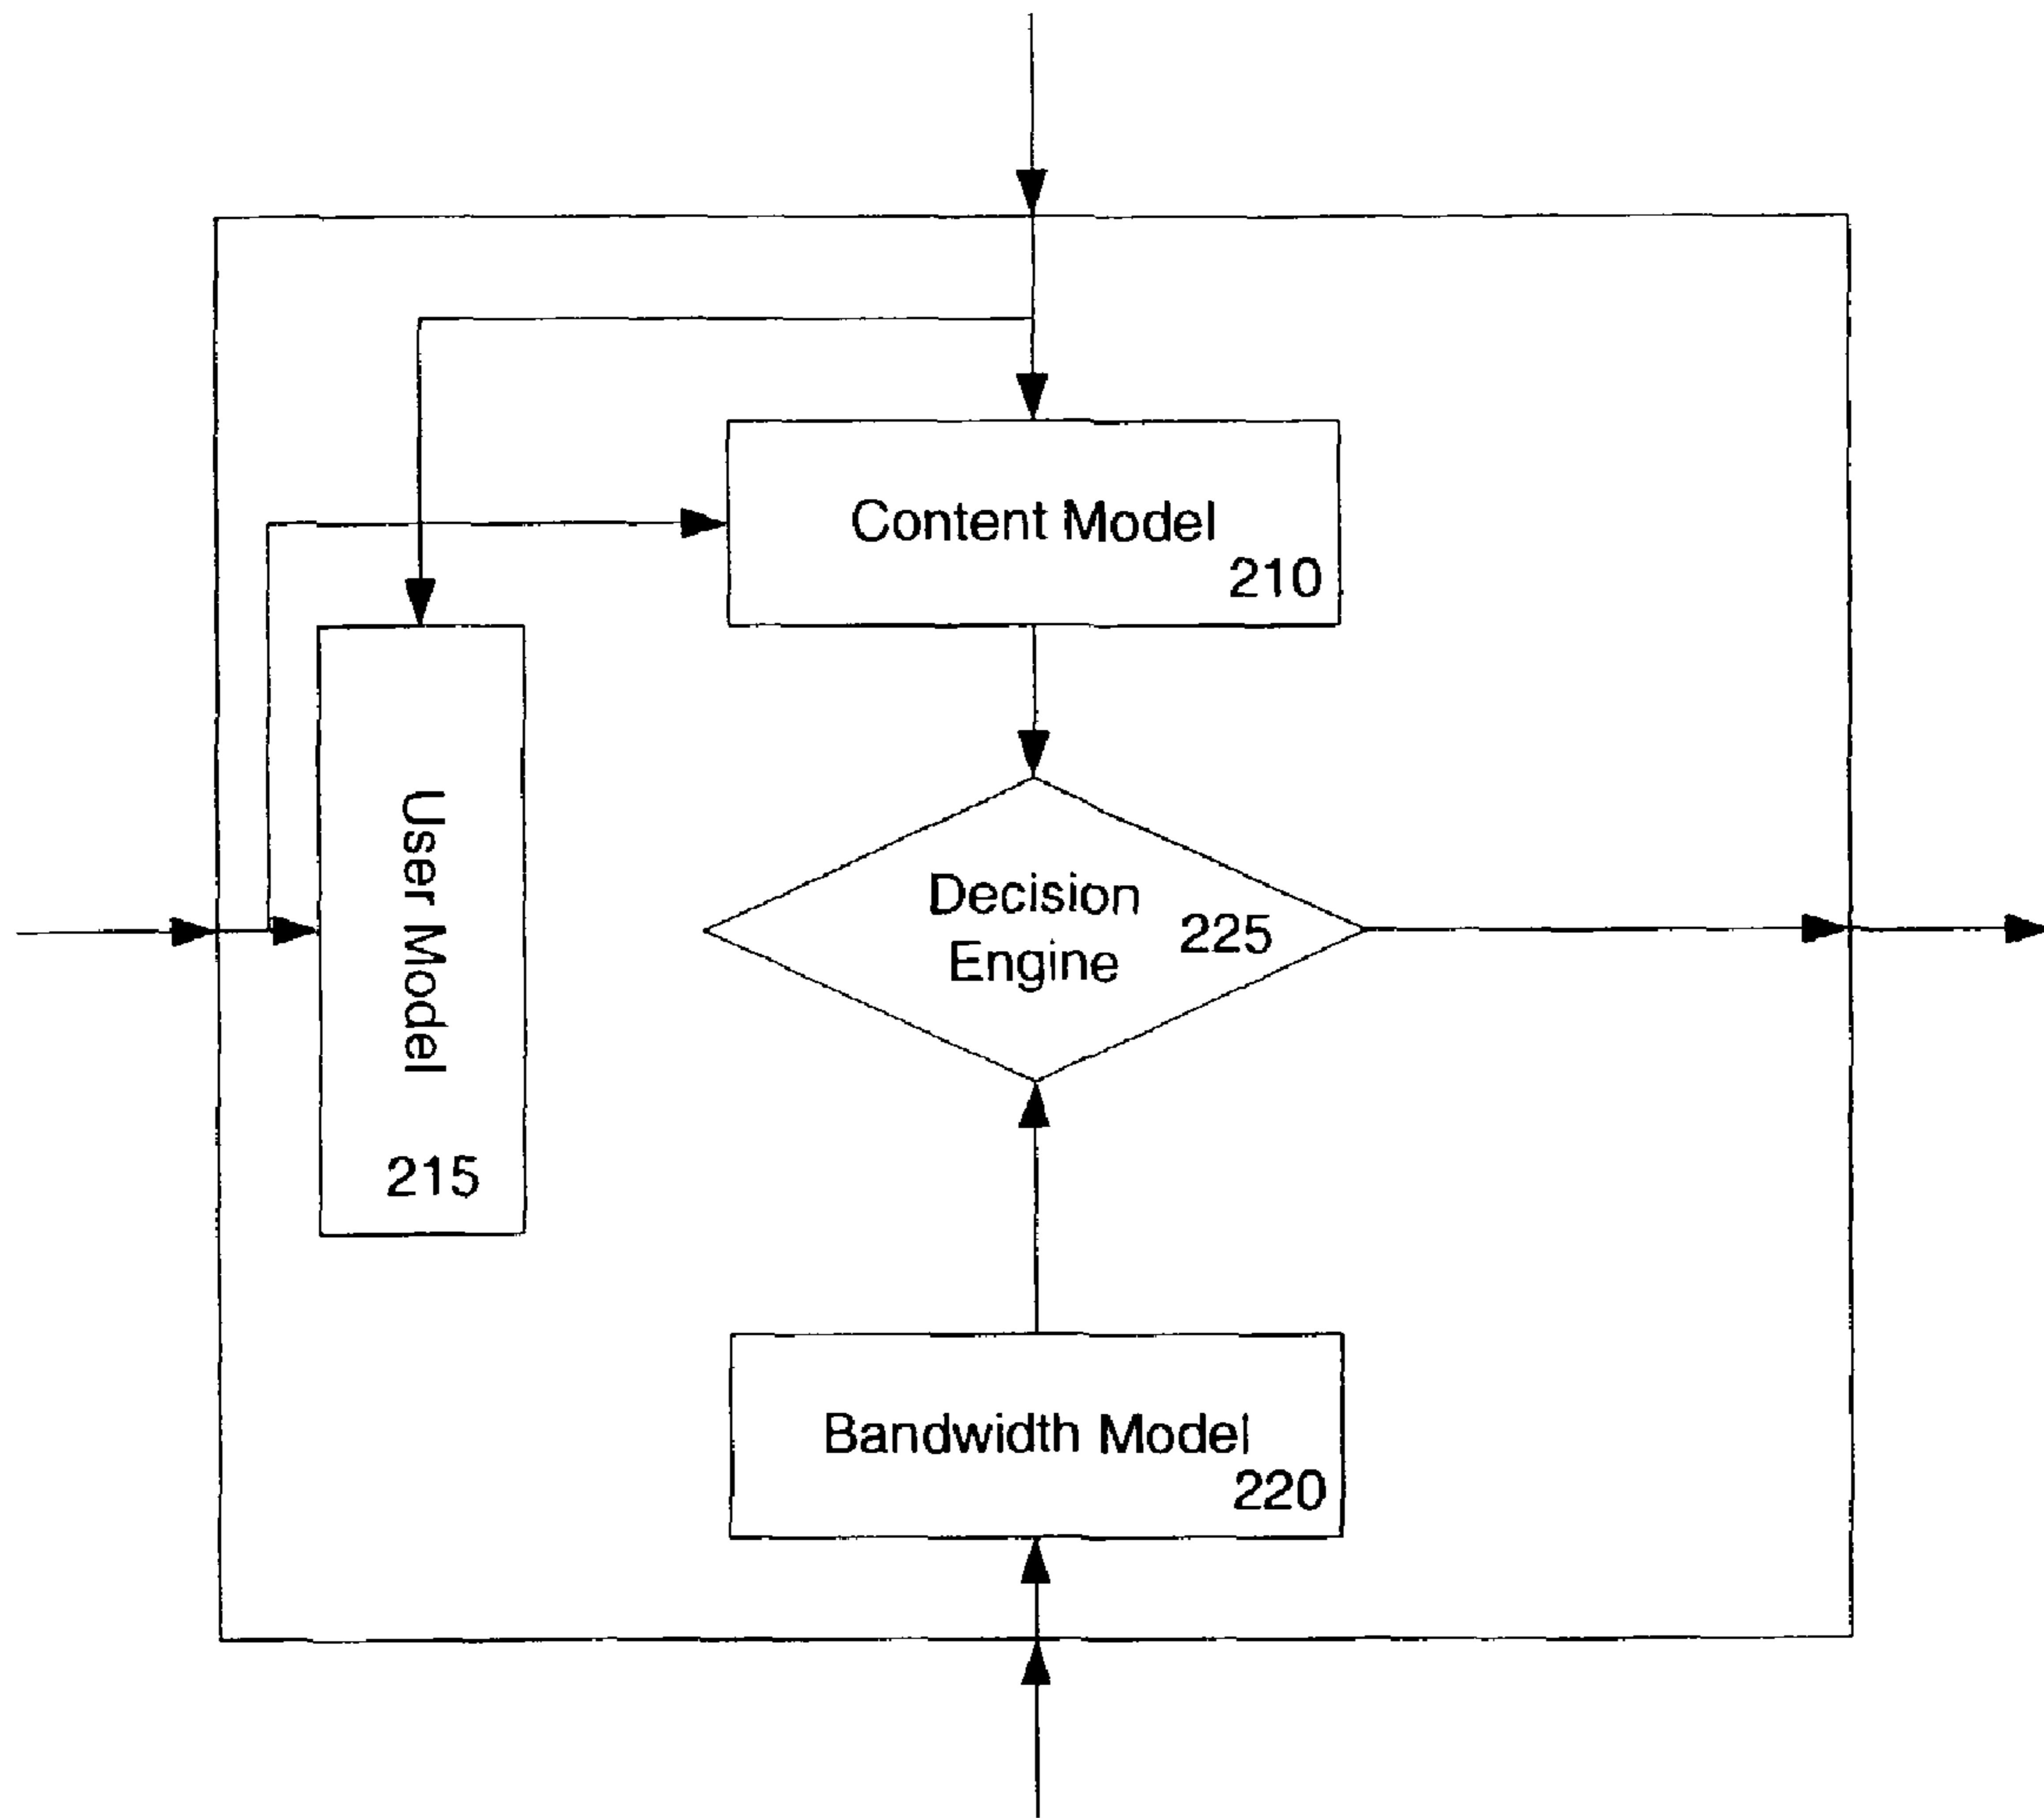 Content Model
210
User Model
215
Decision
Engine
225
Bandwidth Model
220